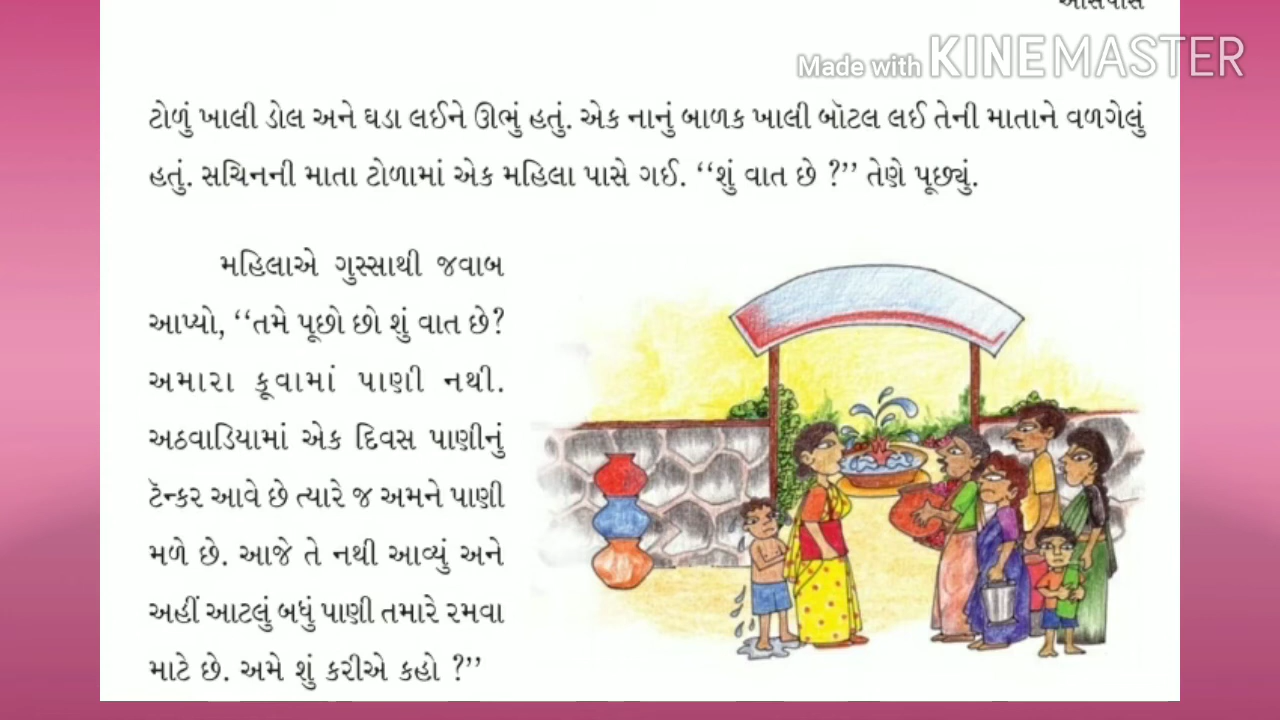 Made with KINEMASTER
ટોળું ખાલી ડોલ અને ઘડા લઈને ઊભું હતું. એક નાનું બાળક ખાલી બૉટલ લઈ તેની માતાને વળગેલું
હતું. સચિનની માતા ટોળામાં એક મહિલા પાસે ગઈ. ‘‘શું વાત છે ?’’ તેણે પૂછ્યું.
મહિલાએ ગુસ્સાથી જવાબ
આપ્યો, ‘‘તમે પૂછો છો શું વાત છે?
અમારા કૂવામાં પાણી નથી.
અઠવાડિયામાં એક દિવસ પાણીનું
ટૅન્કર આવે છે ત્યારે જ અમને પાણી
મળે છે. આજે તે નથી આવ્યું અને
અહીં આટલું બધું પાણી તમારે રમવા
માટે છે. અમે શું કરીએ કહો ?’’